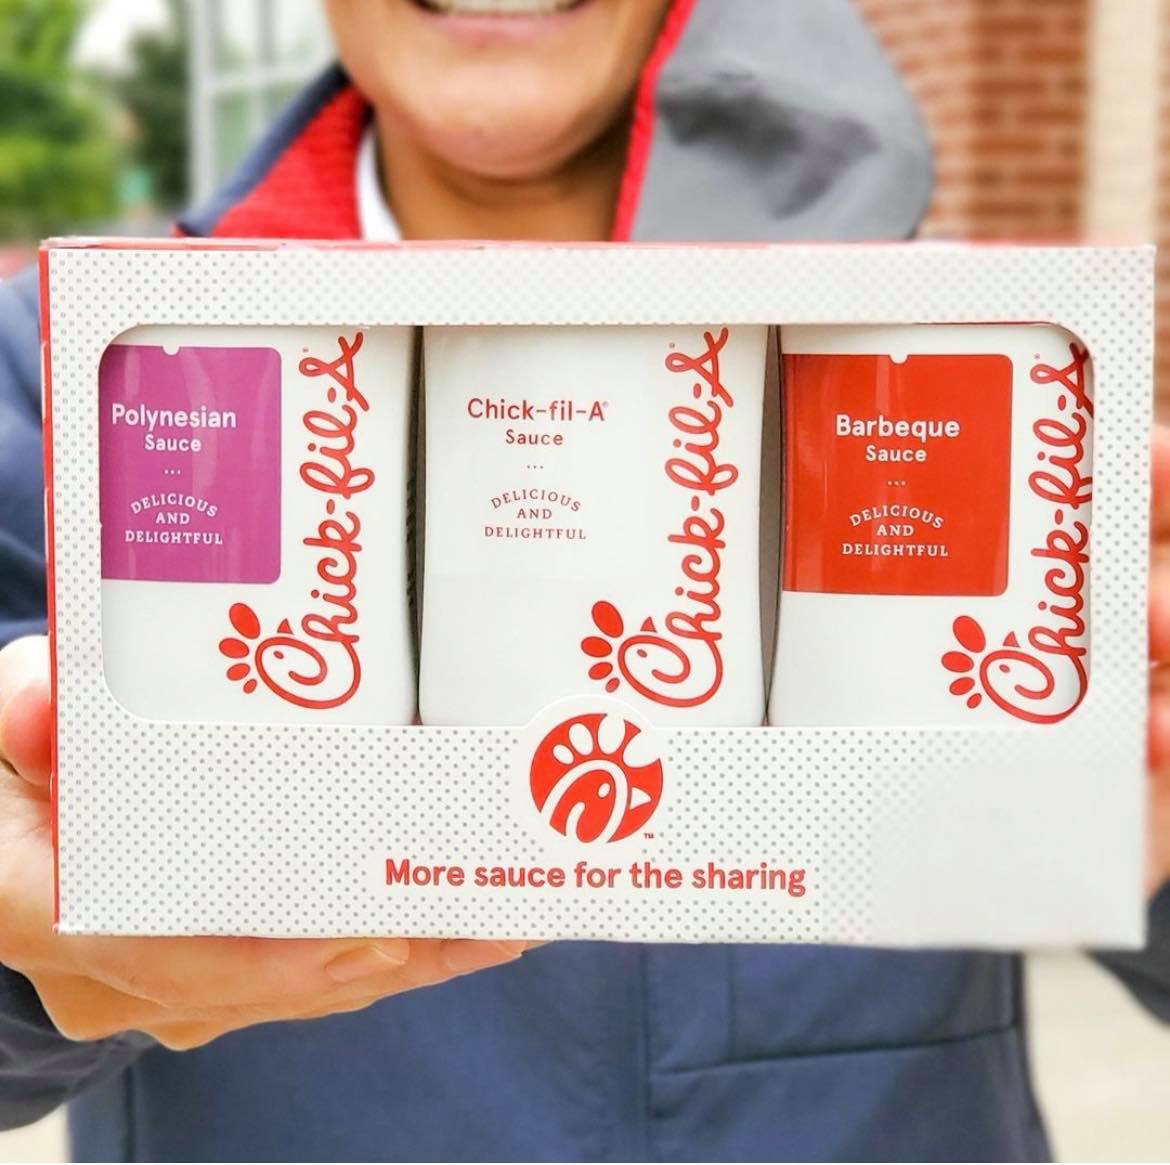 Polynesian
Sauce
...
DELICIOUS
AND
DELIGHTFUL
Chick-fil-A®
Chick-fil-A®
Sauce
...
DELICIOUS
AND
DELIGHTFUL
Chick-fil-A®
Barbeque
Sauce
...
DELICIOUS
AND
DELIGHTFUL
Chick-fil-A®
™
More sauce for the sharing